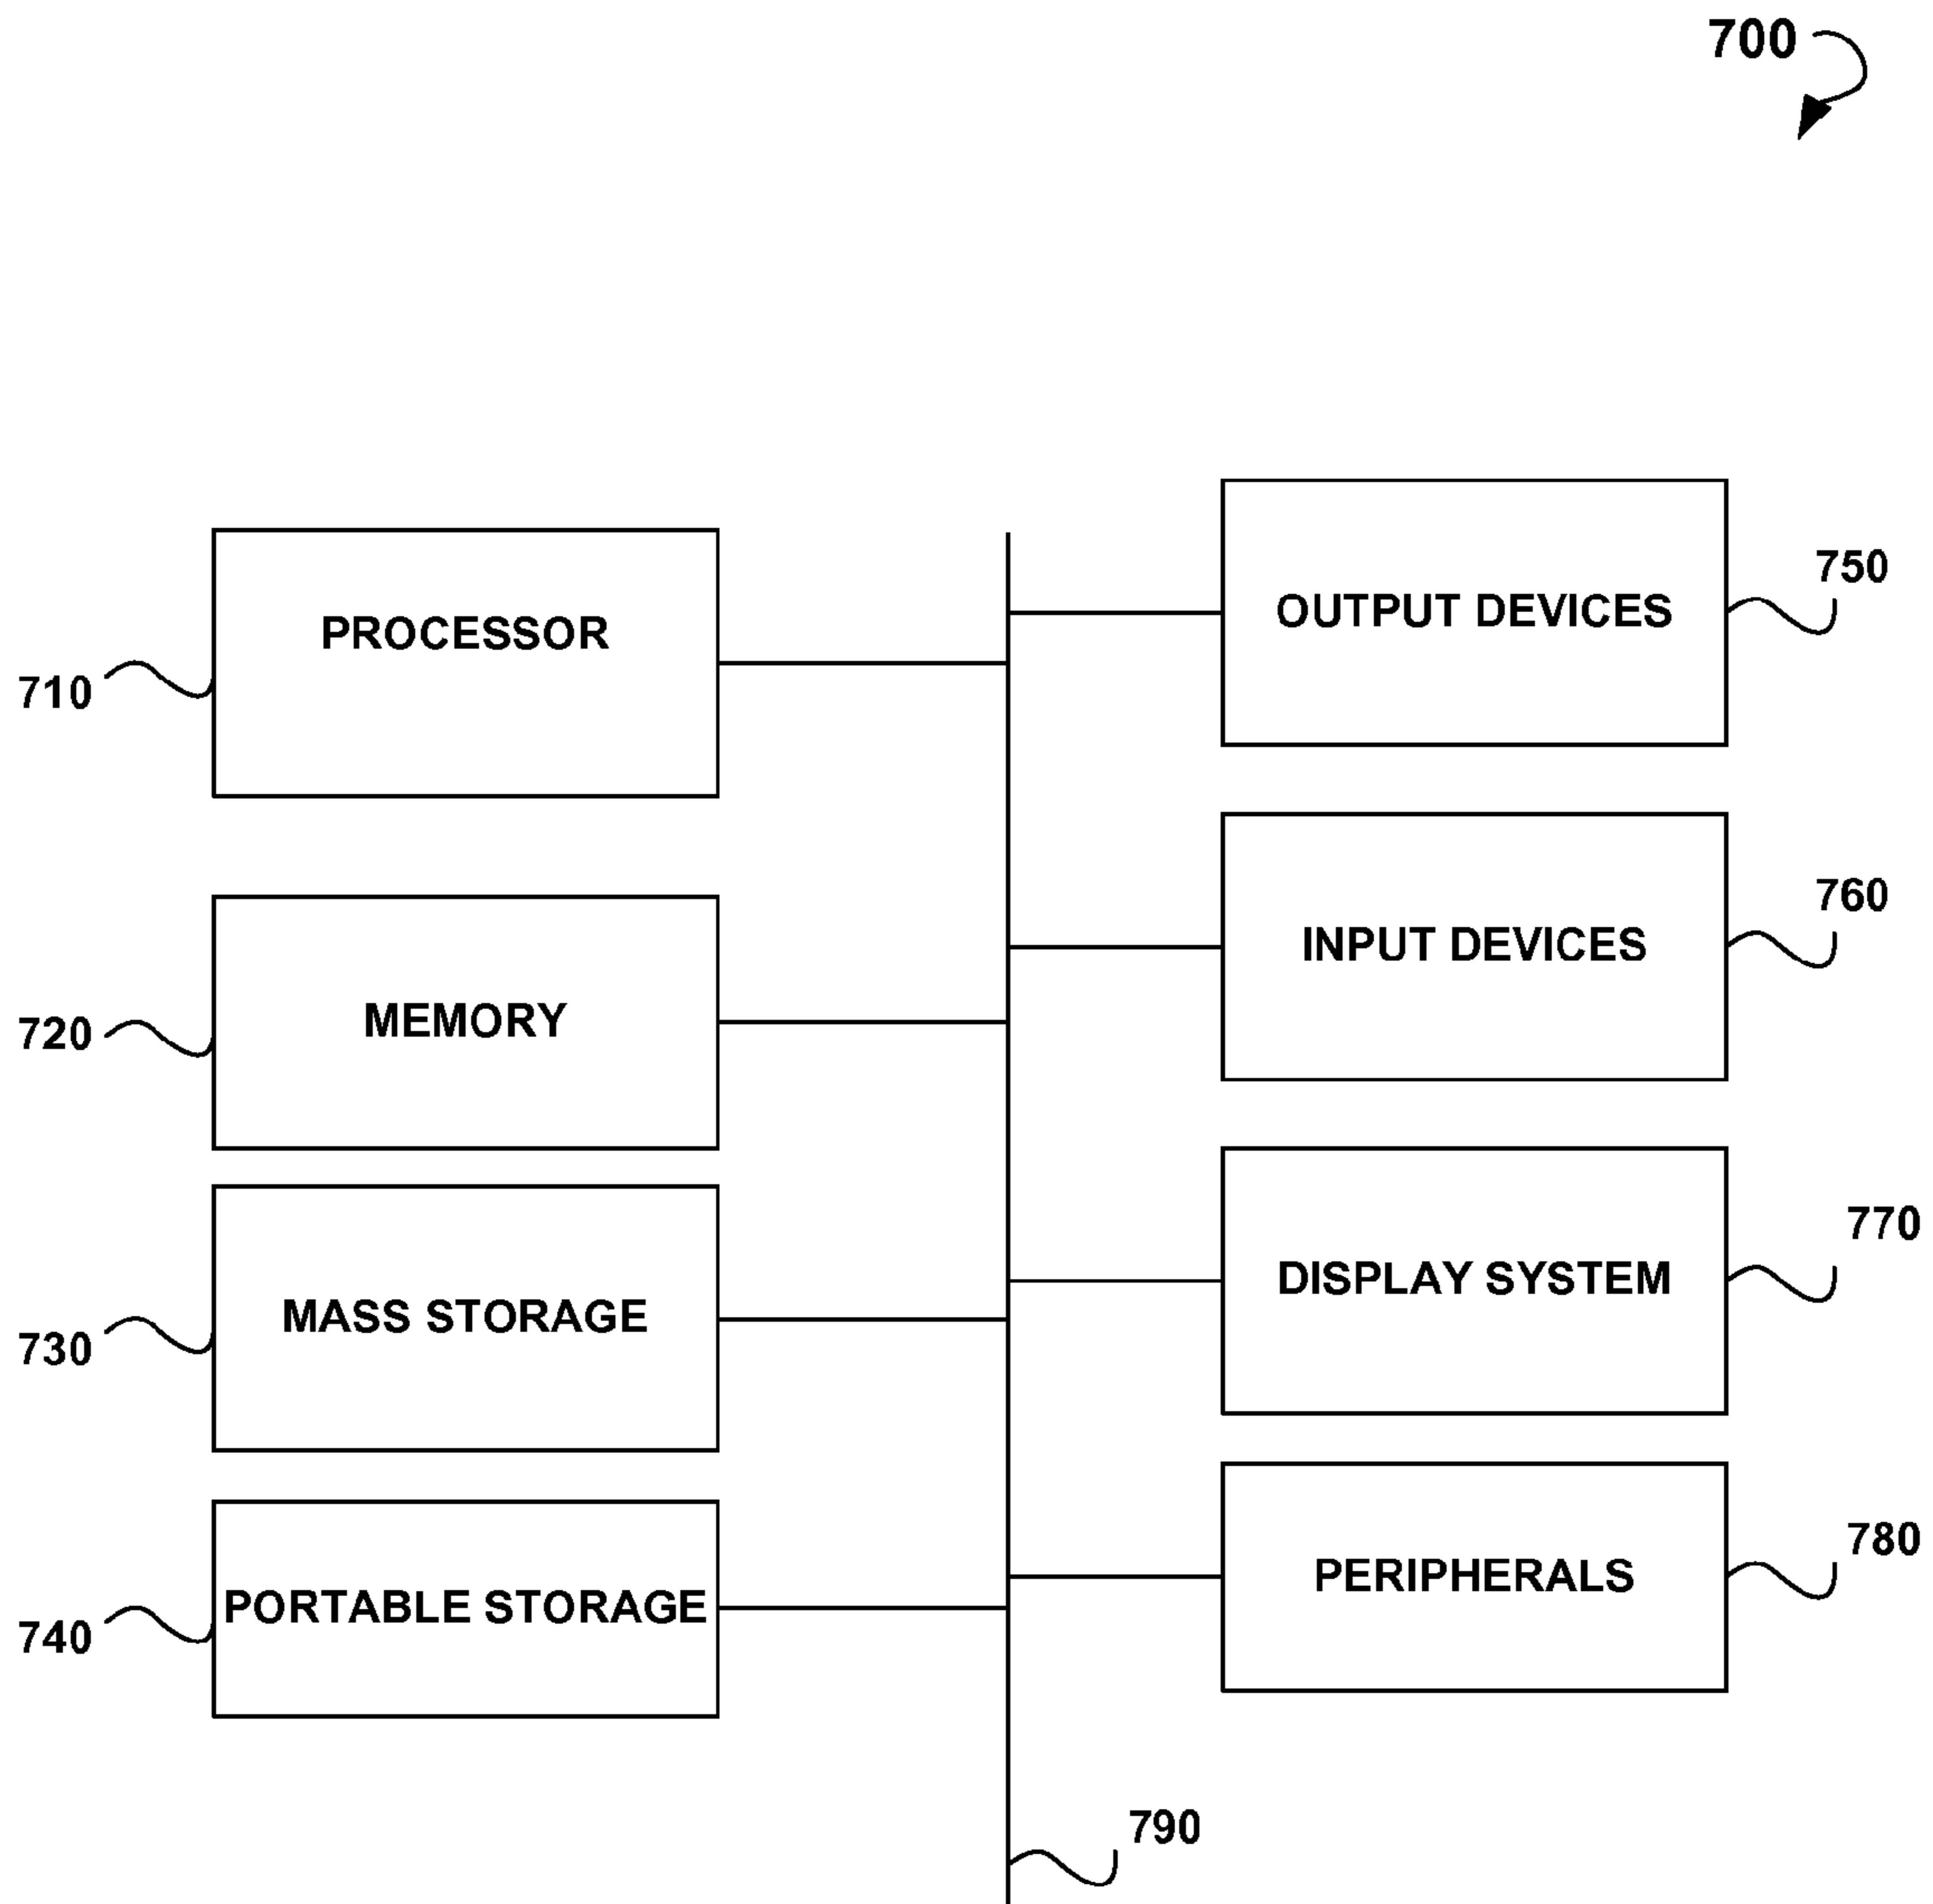 700
PROCESSOR
710
MEMORY
720
MASS STORAGE
730
PORTABLE STORAGE
740
OUTPUT DEVICES
750
INPUT DEVICES
760
DISPLAY SYSTEM
770
PERIPHERALS
780
790